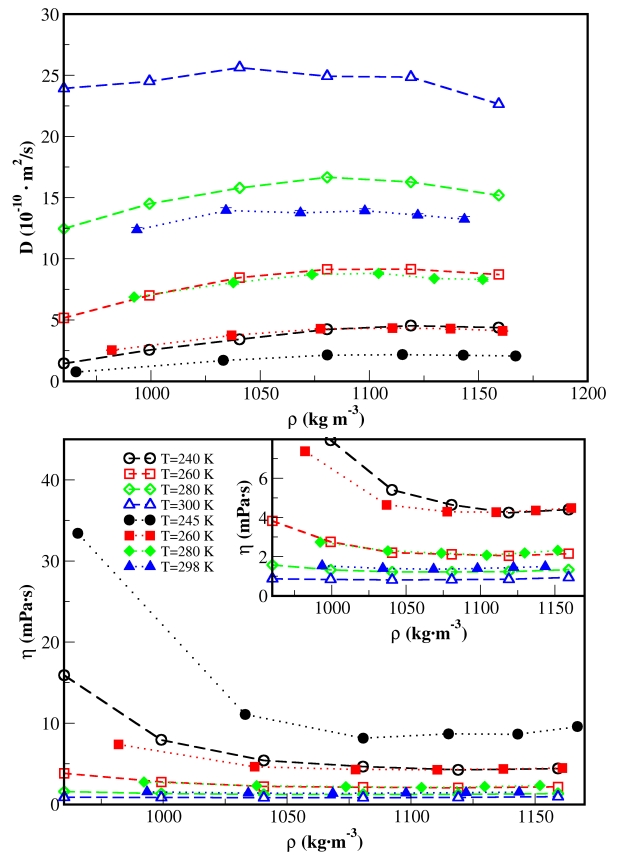 30
25
20
15
10
5
0
D (10⁻¹⁰ · m²/s)
1000 1050 1100 1150 1200
ρ (kg m⁻³)
40
30
20
10
0
η (mPa·s)
T=240 K
T=260 K
T=280 K
T=300 K
T=245 K
T=260 K
T=280 K
T=298 K
6
4
2
0
η (mPa·s)
1000 1050 1100 1150
ρ (kg·m⁻³)
1000 1050 1100 1150
ρ (kg·m⁻³)